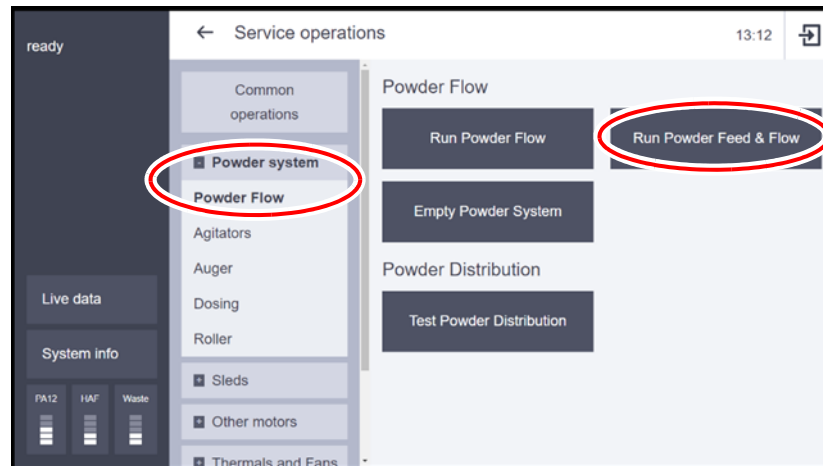 ready
Service operations
13:12
Common
operations
Powder system
Powder Flow
Agitators
Auger
Dosing
Roller
Sleds
Other motors
Thermals and Fans
Powder Flow
Run Powder Flow
Run Powder Feed & Flow
Empty Powder System
Powder Distribution
Test Powder Distribution
Live data
System info
PA12 HAF Waste